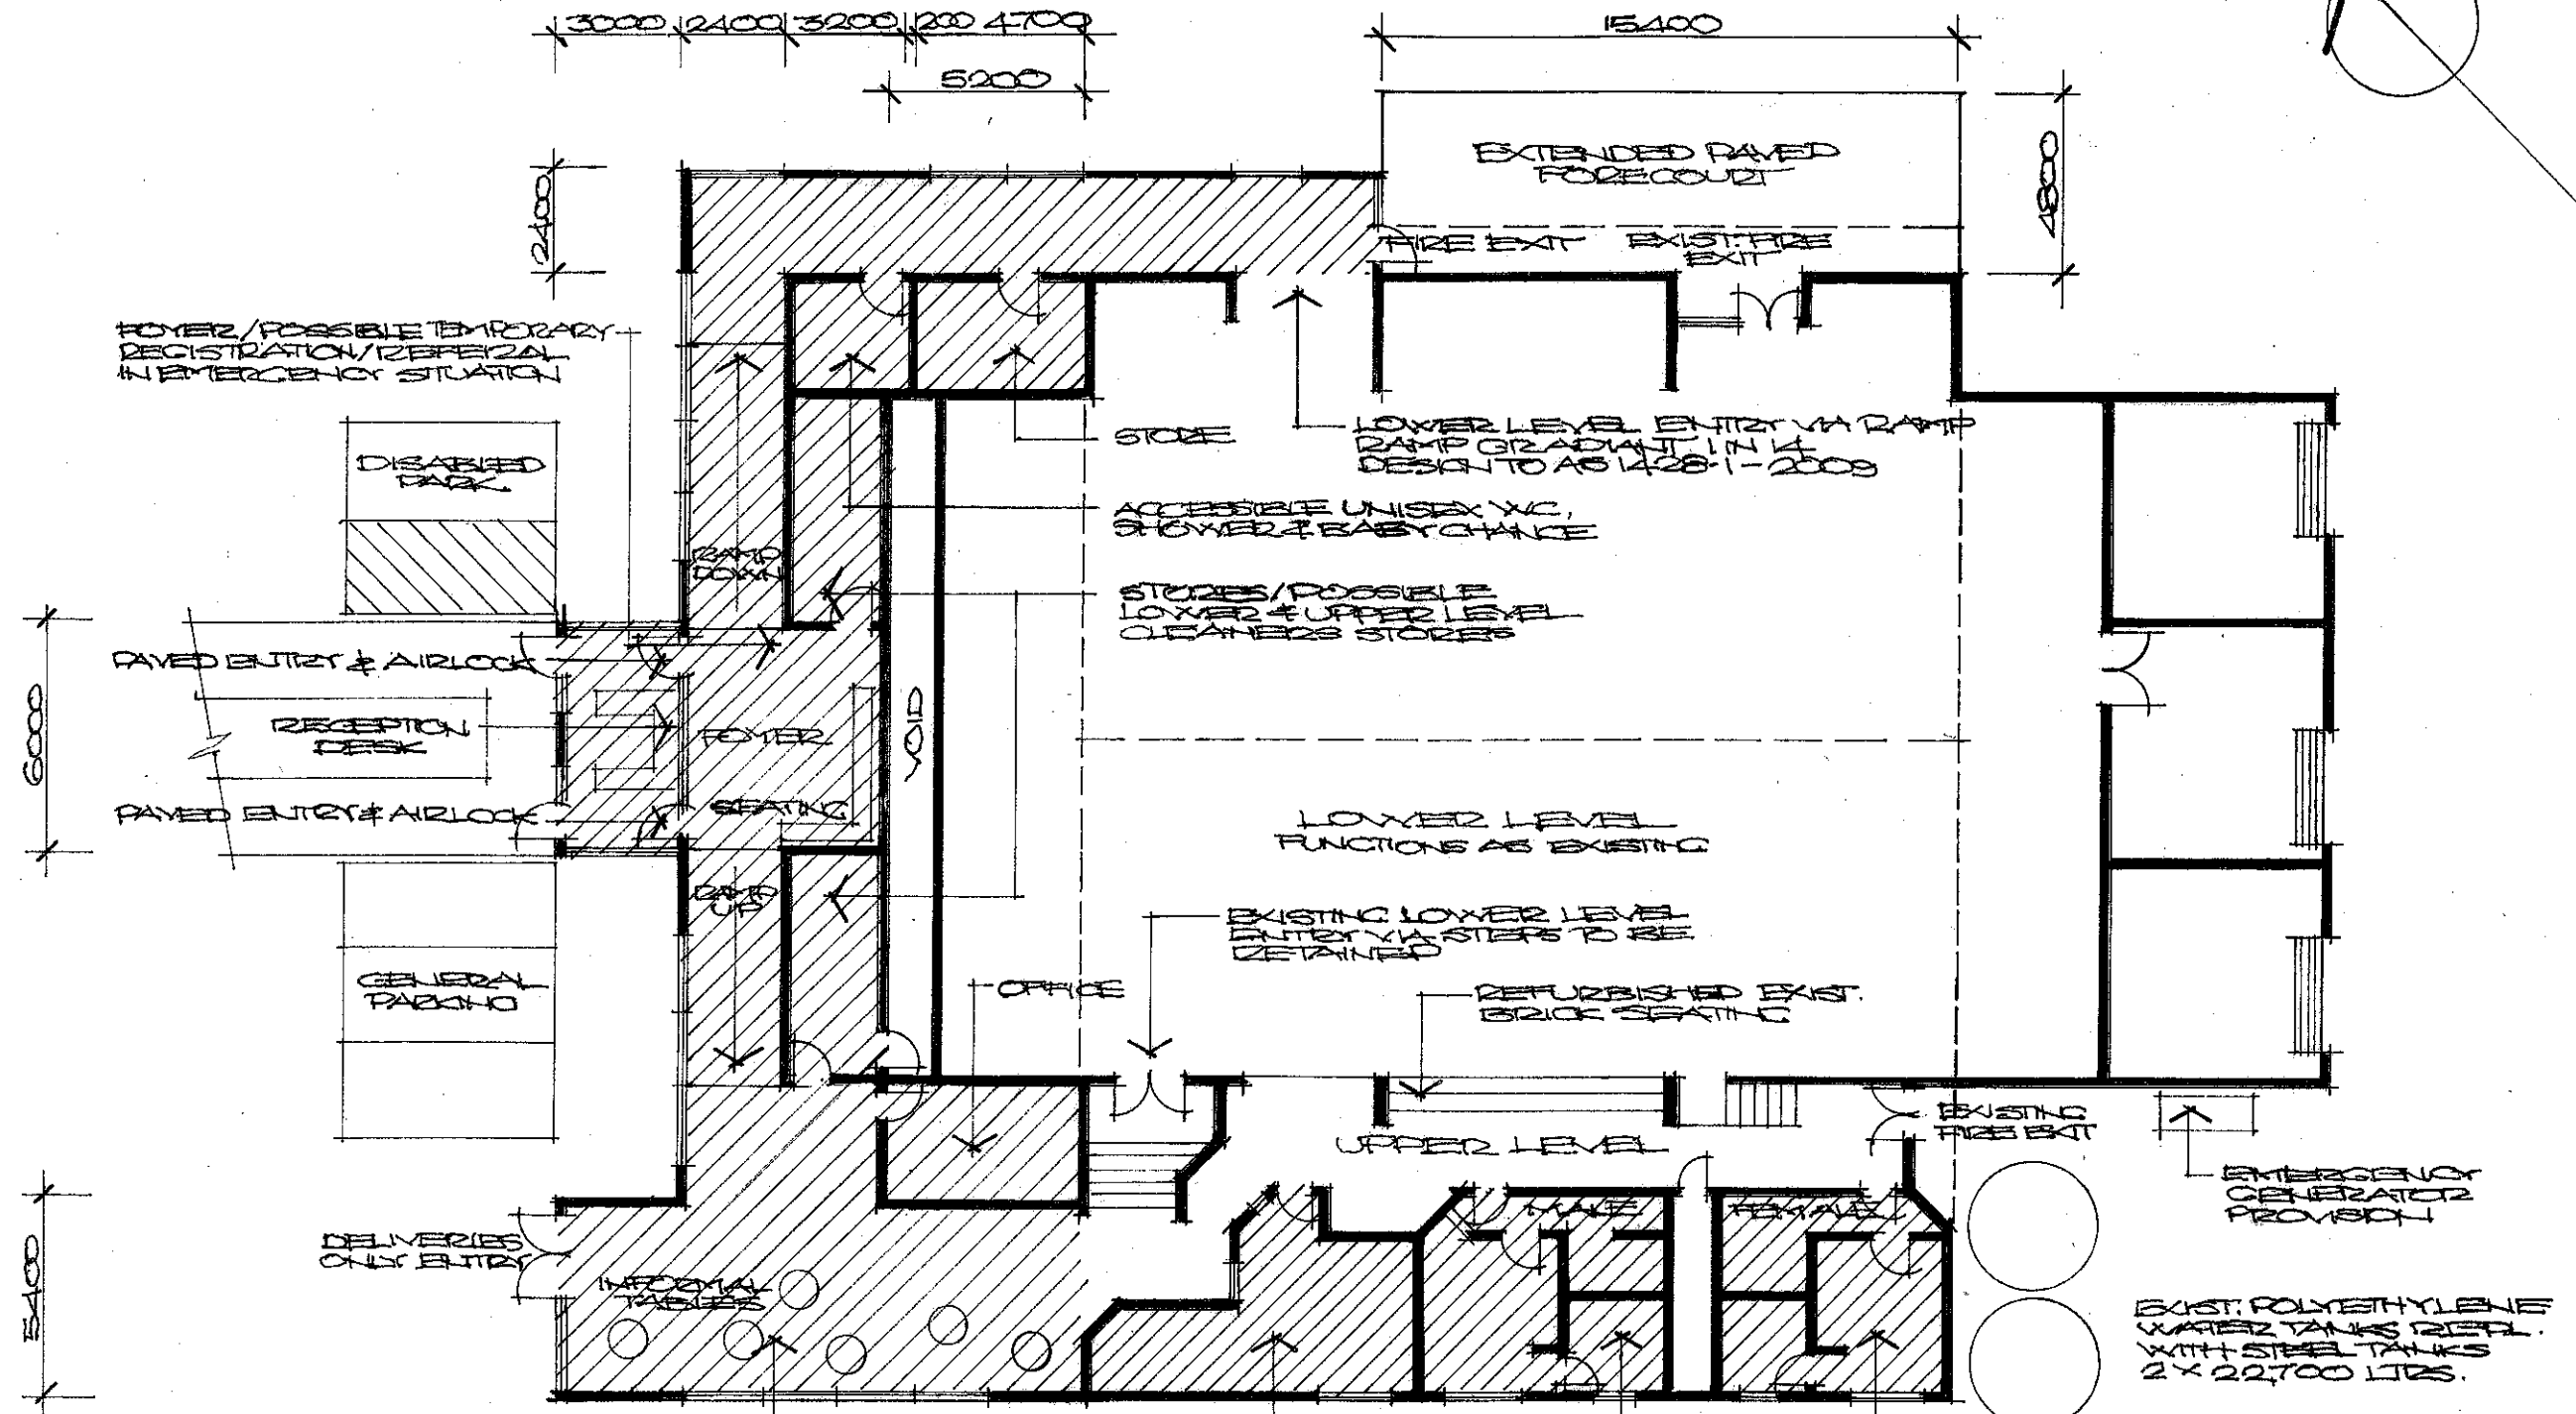 3000 2400 3200 200 4700
15400
5200
EXTENDED PAVED
FORECOURT
4800
2400
FIRE EXIT
EXIST. FIRE
EXIT
FOYER/POSSIBLE TEMPORARY
REGISTRATION/REFERAL
IN EMERGENCY SITUATION
STORE
LOWER LEVEL ENTRY VIA RAMP
RAMP GRADIANT 1 IN 14
DESIGN TO AS 1428·1-2009
DISABLED
PARK.
ACCESSIBLE UNISEX WC,
SHOWER & BABY CHANGE
RAMP
DOWN
STORES/POSSIBLE
LOWER & UPPER LEVEL
CLEANERS STORES
PAVED ENTRY & AIRLOCK
6000
RECEPTION
DESK
FOYER
VOID
PAVED ENTRY & AIRLOCK
SEATING
LOWER LEVEL
FUNCTIONS AS EXISTING
RAMP
UP
EXISTING LOWER LEVEL
ENTRY VIA STEPS TO BE
RETAINED
GENERAL
PARKING
OFFICE
REFURBISHED EXIST.
BRICK SEATING
UPPER LEVEL
EXISTING
FIRE EXIT
EMERGENCY
GENERATOR
PROVISION
MALE
FEMALE
DELIVERIES
ONLY ENTRY
5400
INFORMAL
TABLES
EXIST. POLYETHYLENE
WATER TANKS REPL.
WITH STEEL TANKS
2 X 22,700 LTRS.